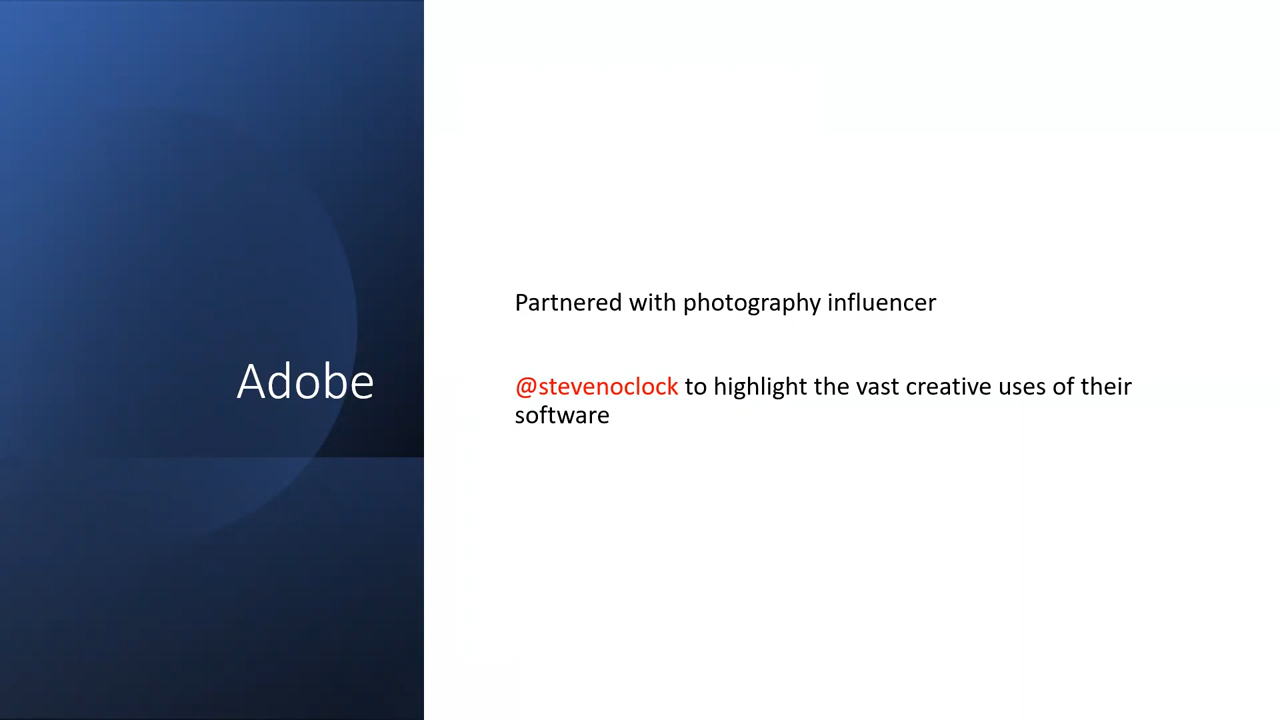 Adobe
Partnered with photography influencer
@stevenoclock to highlight the vast creative uses of their
software